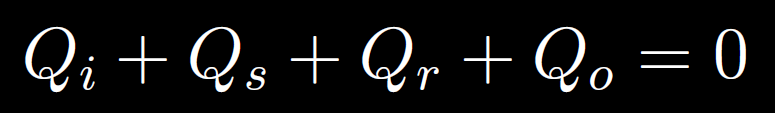 Q_i + Q_s + Q_r + Q_o = 0